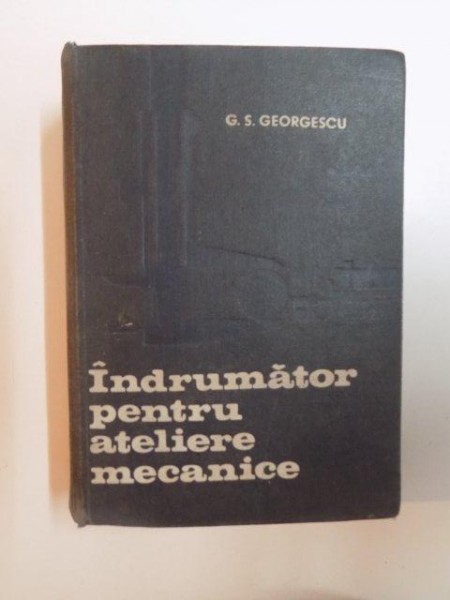 G. S. GEORGESCU
Îndrumător
pentru
ateliere
mecanice